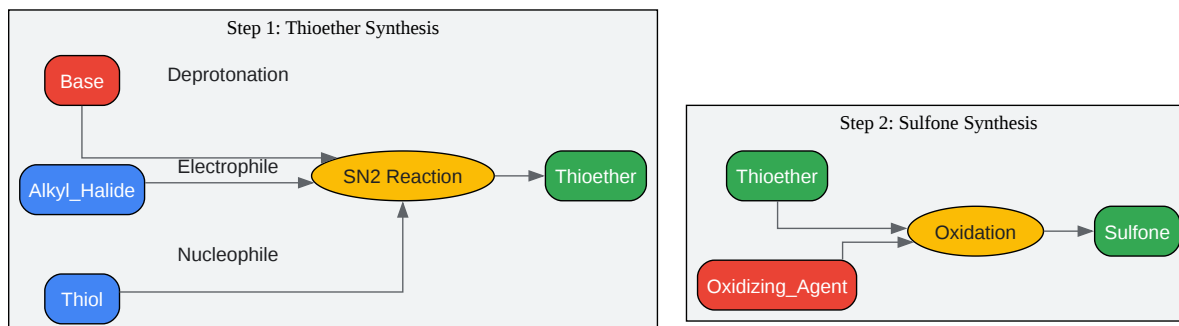 Step 1: Thioether Synthesis
Base
Deprotonation
Alkyl_Halide
Electrophile
SN2 Reaction
Thioether
Nucleophile
Thiol
Step 2: Sulfone Synthesis
Thioether
Oxidation
Sulfone
Oxidizing_Agent